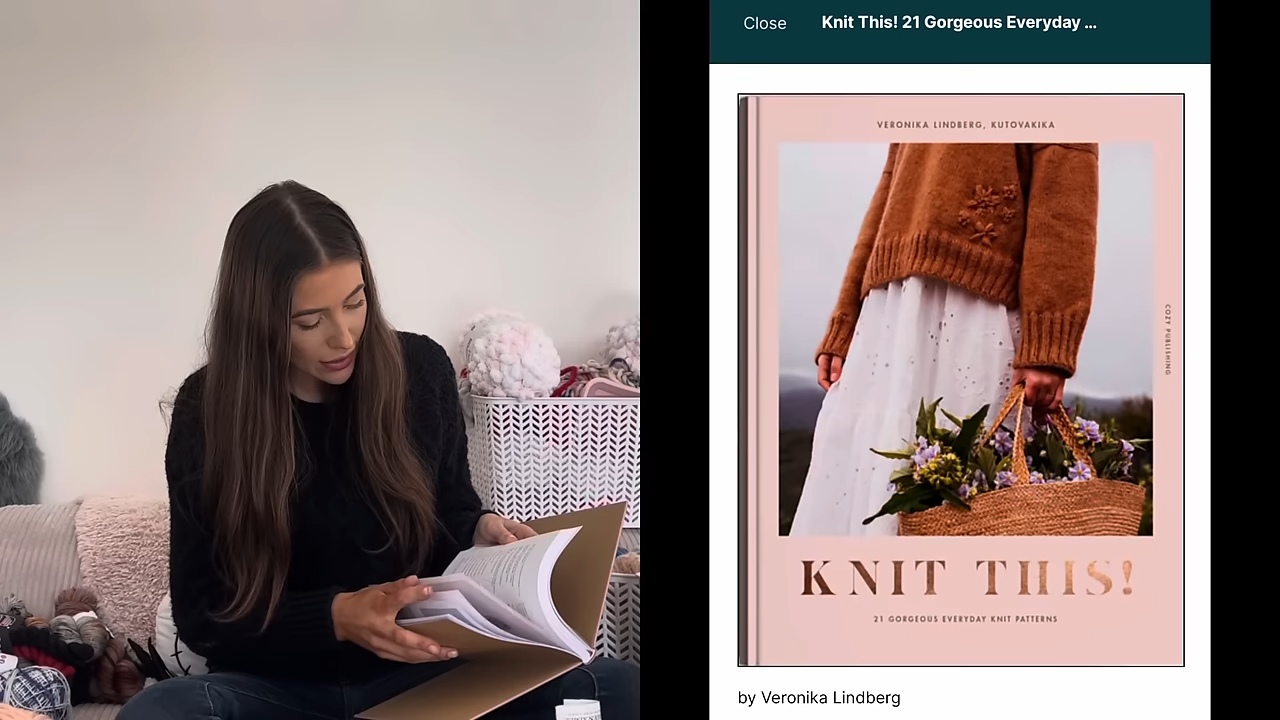 Close
Knit This! 21 Gorgeous Everyday ...
VERONIKA LINDBERG, KUTOVAKIKA
COZY PUBLISHING
KNIT THIS!
21 GORGEOUS EVERYDAY KNIT PATTERNS
by Veronika Lindberg